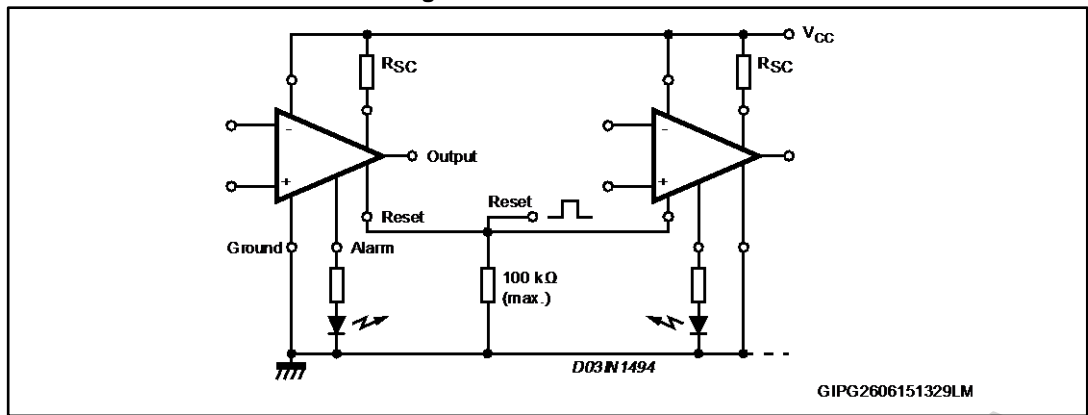 V_CC
R_SC
R_SC
-
-
Output
+
+
Reset
Reset
Ground
Alarm
100 kΩ
(max.)
D03IN1494
GIPG2606151329LM